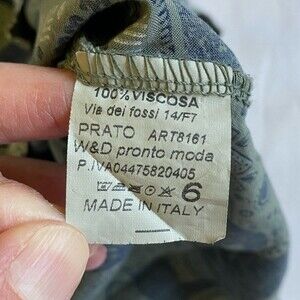 100% VISCOSA
Via dei fossi 14/F7
PRATO ART8161
W&D pronto moda
P.IVA04475820405
6
MADE IN ITALY